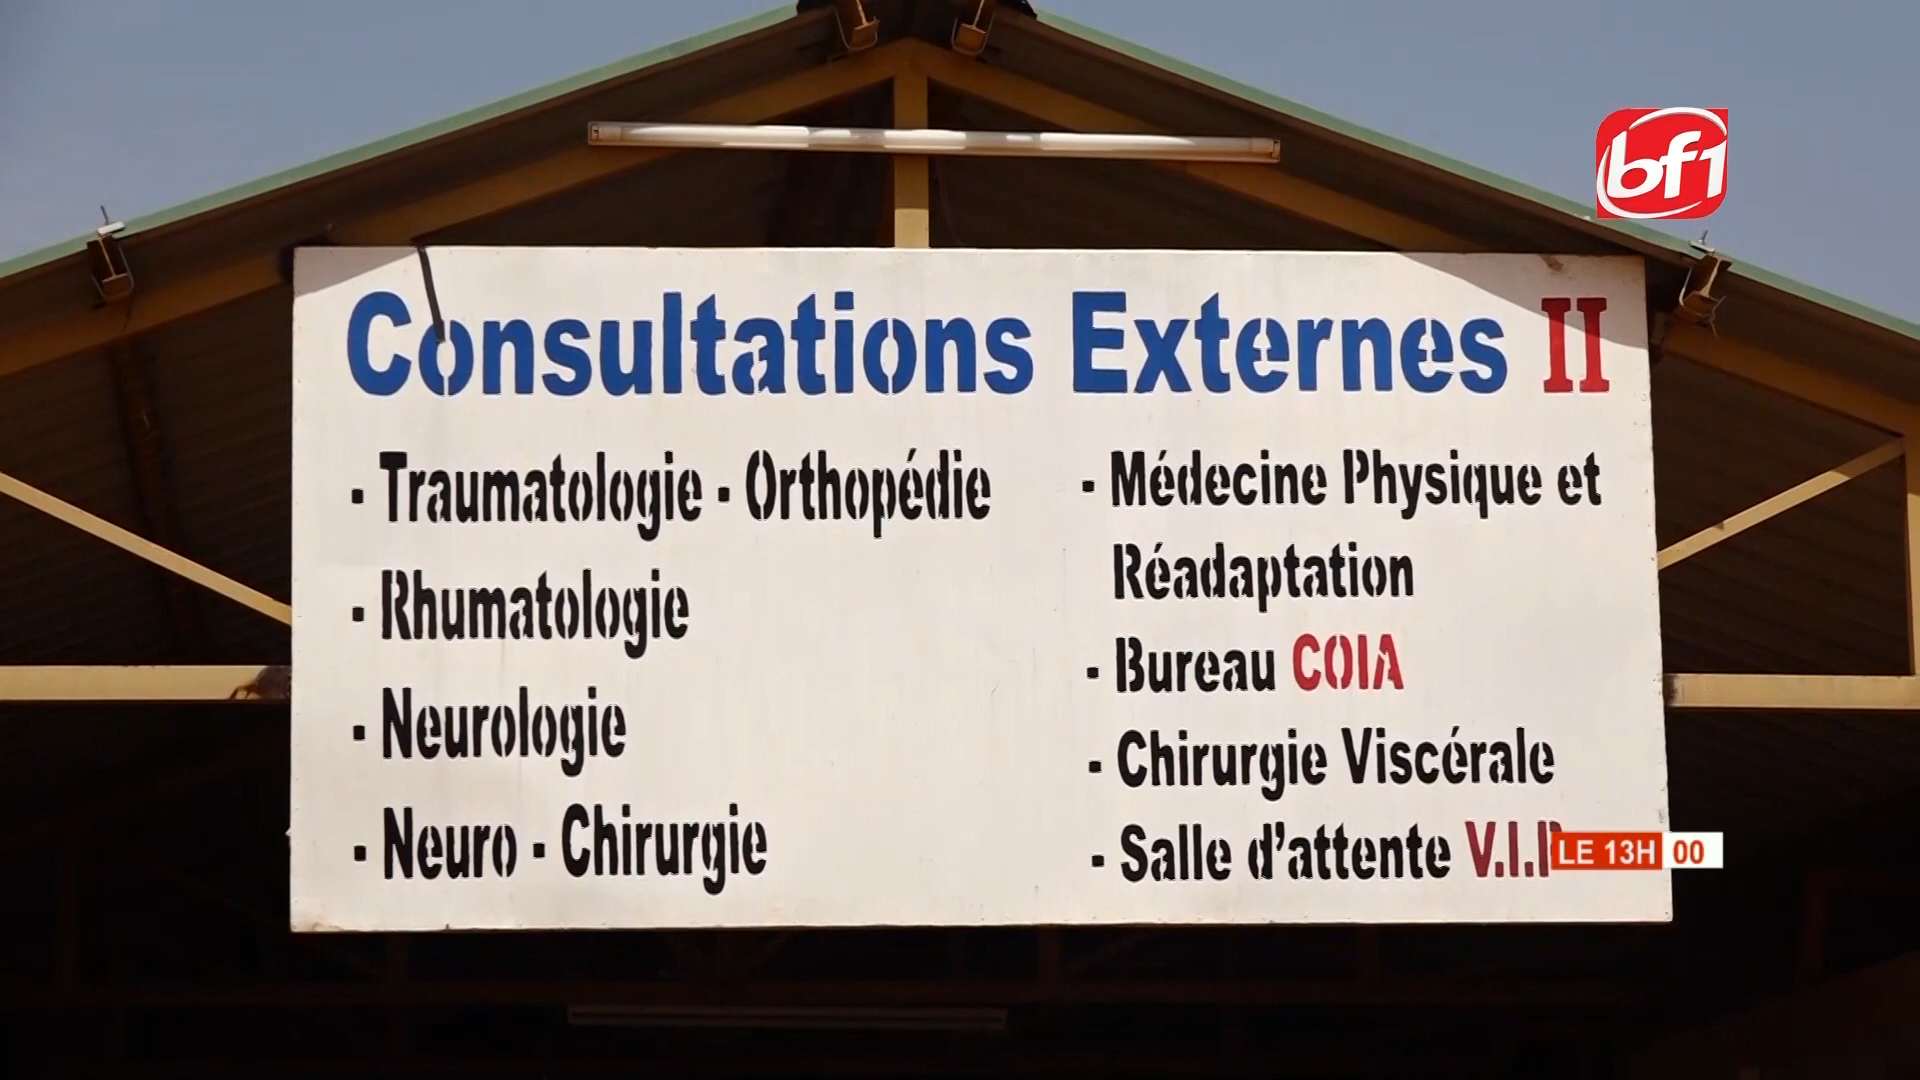 bf1
Consultations Externes II
- Traumatologie - Orthopédie
- Rhumatologie
- Neurologie
- Neuro - Chirurgie
- Médecine Physique et
Réadaptation
- Bureau COIA
- Chirurgie Viscérale
- Salle d'attente V.I.P
LE 13H 00